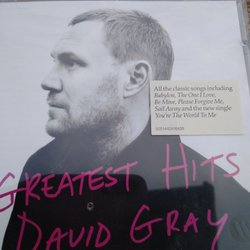 All the classic songs including
Babylon, The One I Love,
Be Mine, Please Forgive Me,
Sail Away and the new single
You're The World To Me
GREATEST HITS
DAVID GRAY